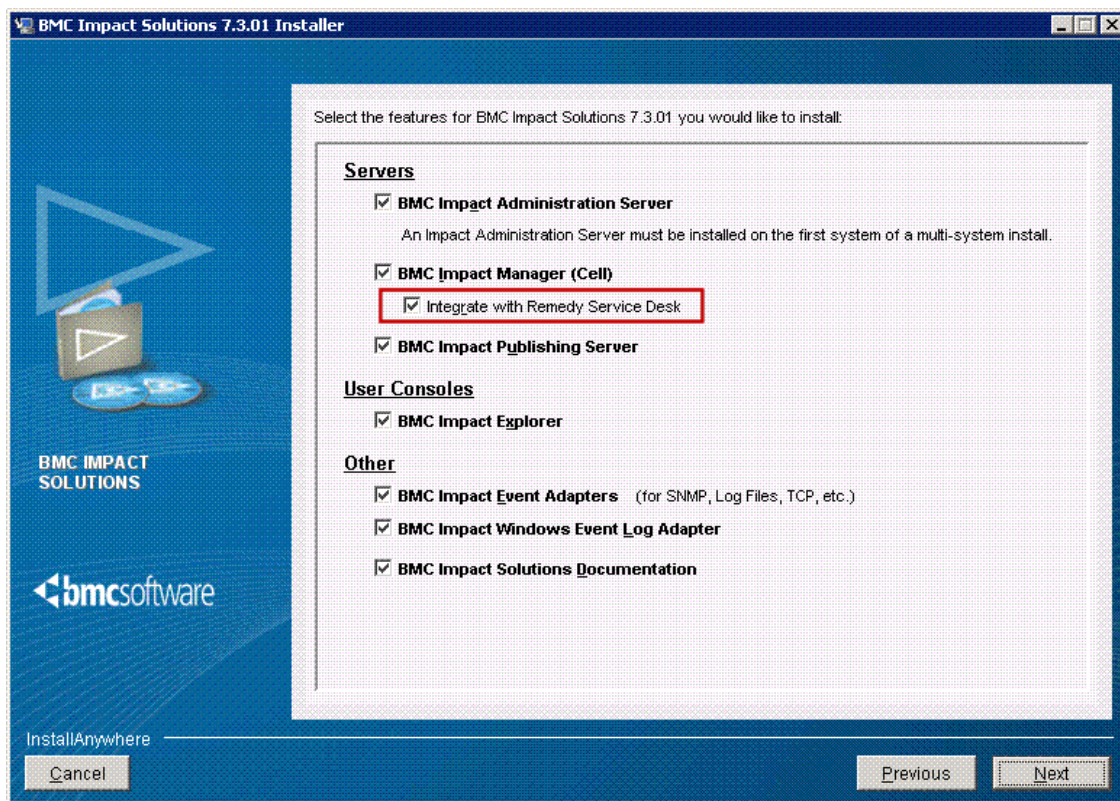 BMC Impact Solutions 7.3.01 Installer
Select the features for BMC Impact Solutions 7.3.01 you would like to install:
Servers
BMC Impact Administration Server
An Impact Administration Server must be installed on the first system of a multi-system install.
BMC Impact Manager (Cell)
Integrate with Remedy Service Desk
BMC Impact Publishing Server
User Consoles
BMC Impact Explorer
Other
BMC Impact Event Adapters (for SNMP, Log Files, TCP, etc.)
BMC Impact Windows Event Log Adapter
BMC Impact Solutions Documentation
BMC IMPACT
SOLUTIONS
bmcsoftware
InstallAnywhere
Cancel
Previous
Next